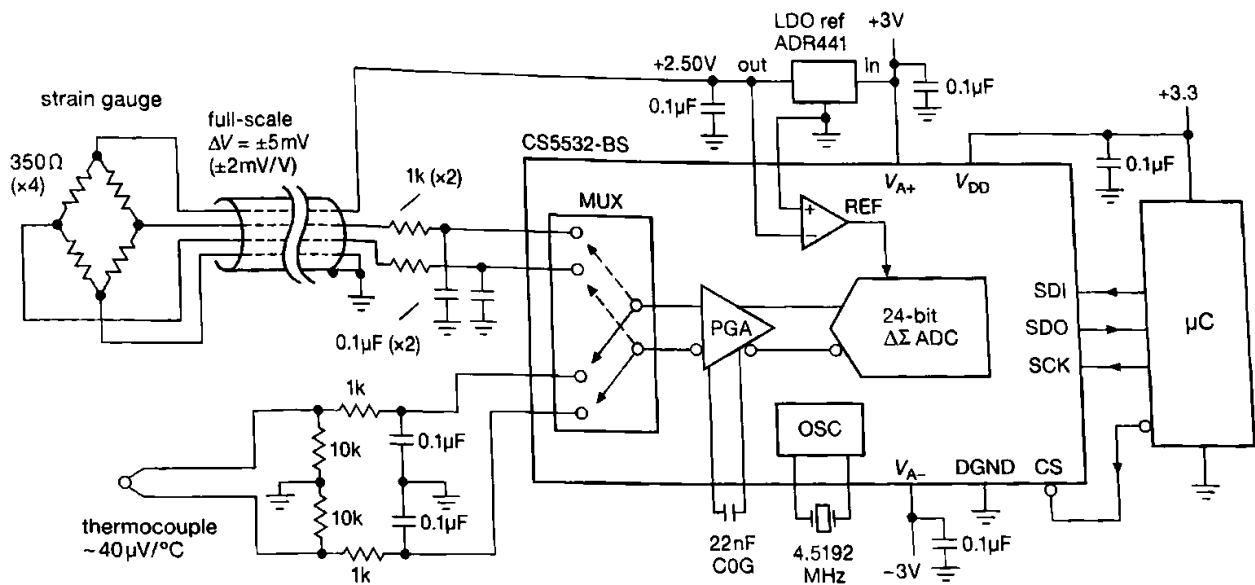 LDO ref
ADR441
+3V
+2.50V
out
in
0.1µF
0.1µF
+3.3
0.1µF
strain gauge
full-scale
ΔV = ±5mV
(±2mV/V)
350Ω
(×4)
1k (×2)
0.1µF (×2)
CS5532-BS
MUX
VA+
VDD
+
−
REF
PGA
24-bit
ΔΣ ADC
SDI
SDO
SCK
µC
1k
10k
0.1µF
10k
0.1µF
1k
thermocouple
~40µV/°C
OSC
VA−
DGND
CS
22nF
C0G
4.5192
MHz
−3V
0.1µF